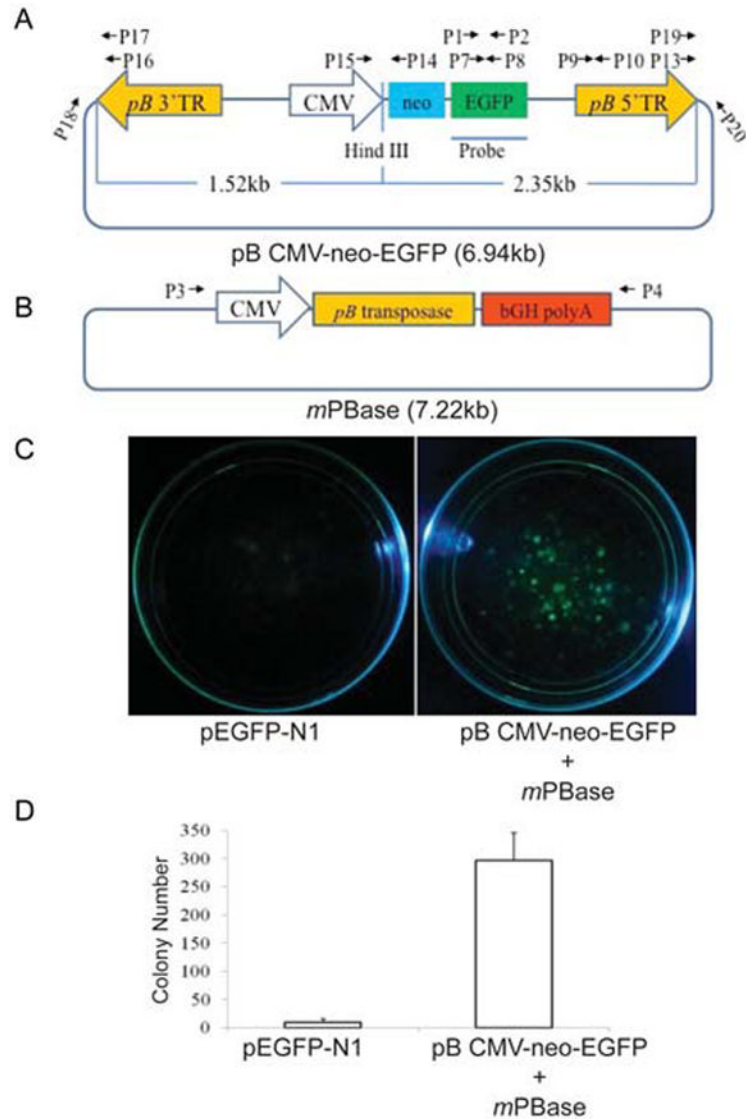 A
P17
P16
P15
P14
P1
P2
P7
P8
P9
P10
P19
P13
P18
pB 3'TR
CMV
neo
EGFP
pB 5'TR
P20
Hind III
Probe
1.52kb
2.35kb
pB CMV-neo-EGFP (6.94kb)
B
P3
P4
CMV
pB transposase
bGH polyA
mPBase (7.22kb)
C
pEGFP-N1
pB CMV-neo-EGFP
+
mPBase
D
Colony Number
350
300
250
200
150
100
50
0
pEGFP-N1
pB CMV-neo-EGFP
+
mPBase